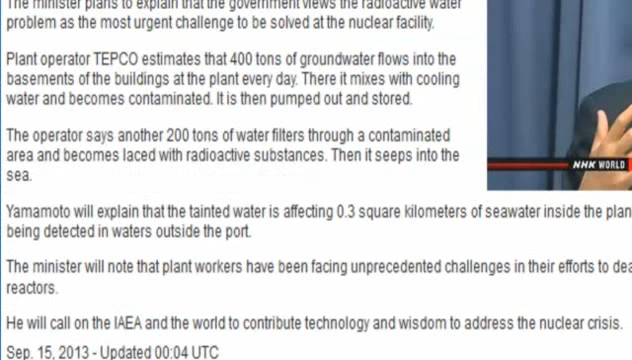 The minister plans to explain that the government views the radioactive water
problem as the most urgent challenge to be solved at the nuclear facility.
Plant operator TEPCO estimates that 400 tons of groundwater flows into the
basements of the buildings at the plant every day. There it mixes with cooling
water and becomes contaminated. It is then pumped out and stored.
The operator says another 200 tons of water filters through a contaminated
area and becomes laced with radioactive substances. Then it seeps into the
sea.
NHK WORLD
Yamamoto will explain that the tainted water is affecting 0.3 square kilometers of seawater inside the plan
being detected in waters outside the port.
The minister will note that plant workers have been facing unprecedented challenges in their efforts to dea
reactors.
He will call on the IAEA and the world to contribute technology and wisdom to address the nuclear crisis.
Sep. 15, 2013 - Updated 00:04 UTC